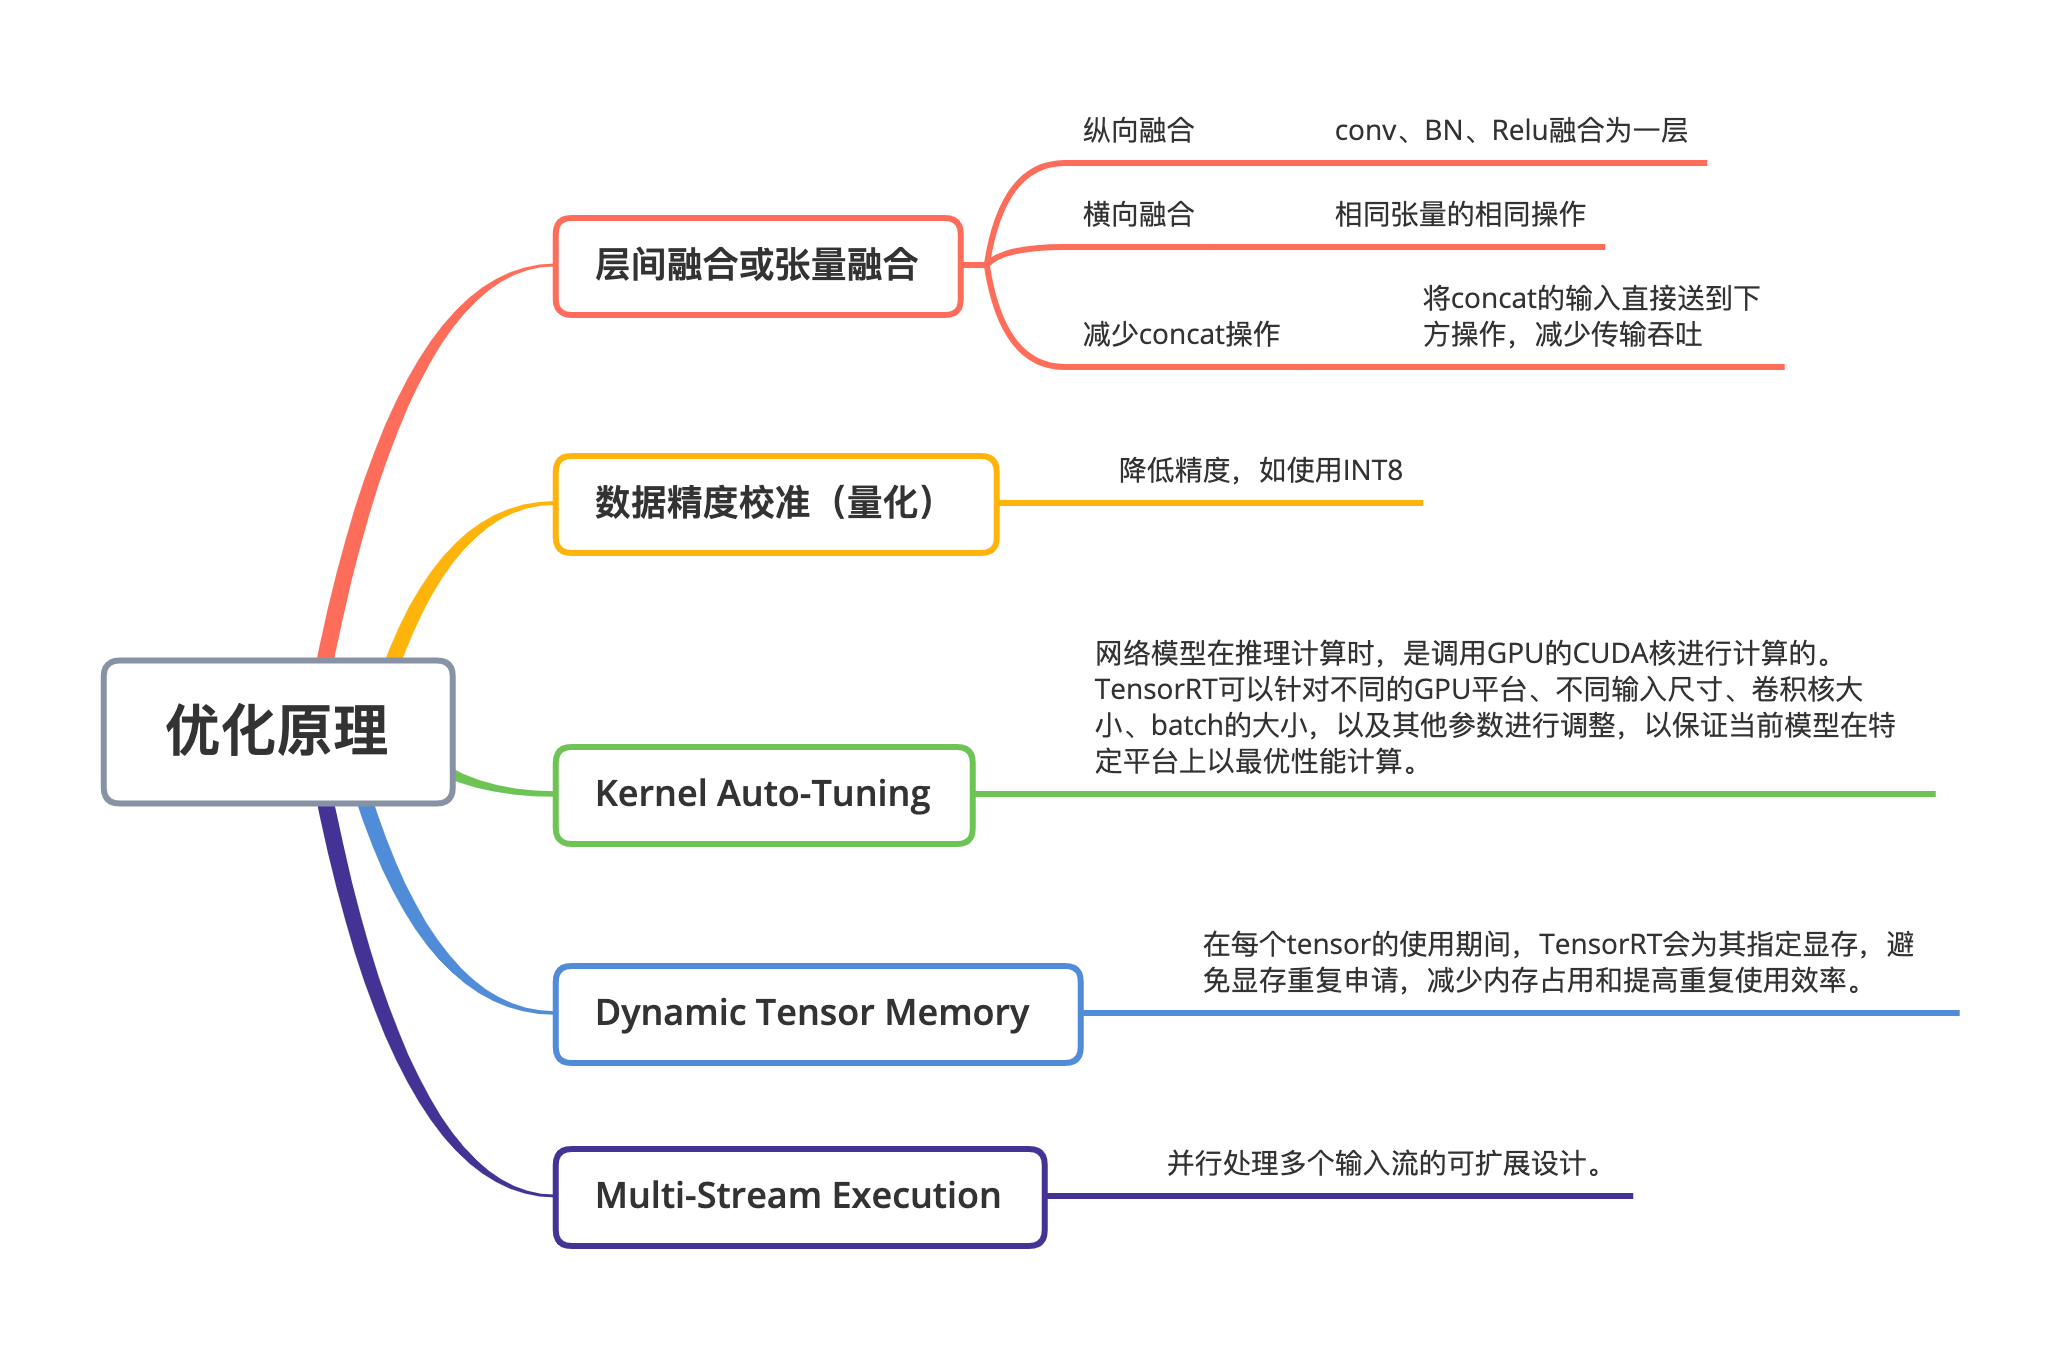 优化原理
层间融合或张量融合
纵向融合
conv、BN、Relu融合为一层
横向融合
相同张量的相同操作
减少concat操作
将concat的输入直接送到下
方操作，减少传输吞吐
数据精度校准（量化）
降低精度，如使用INT8
Kernel Auto-Tuning
网络模型在推理计算时，是调用GPU的CUDA核进行计算的。
TensorRT可以针对不同的GPU平台、不同输入尺寸、卷积核大
小、batch的大小，以及其他参数进行调整，以保证当前模型在特
定平台上以最优性能计算。
Dynamic Tensor Memory
在每个tensor的使用期间，TensorRT会为其指定显存，避
免显存重复申请，减少内存占用和提高重复使用效率。
Multi-Stream Execution
并行处理多个输入流的可扩展设计。